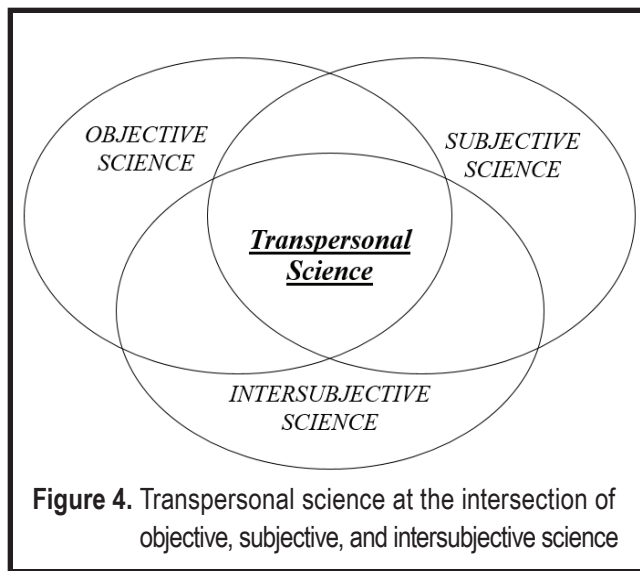 OBJECTIVE
SCIENCE
SUBJECTIVE
SCIENCE
Transpersonal
Science
INTERSUBJECTIVE
SCIENCE
Figure 4. Transpersonal science at the intersection of
objective, subjective, and intersubjective science